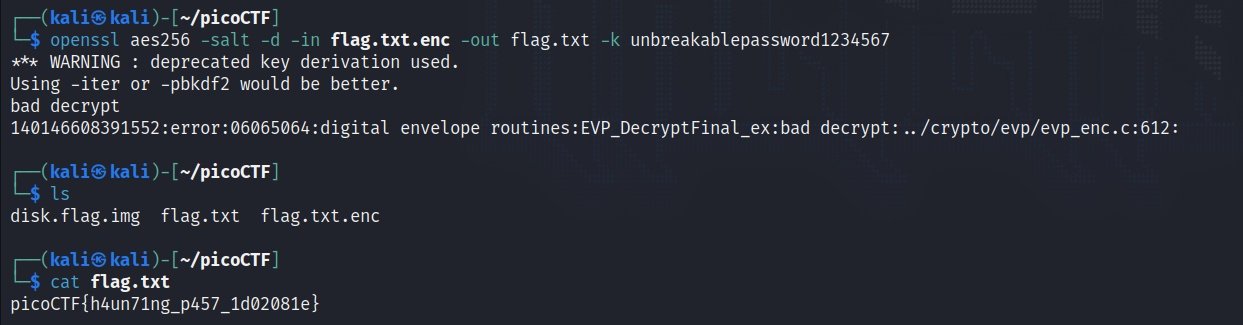 ┌──(kali㉿kali)-[~/picoCTF]
└─$ openssl aes256 -salt -d -in flag.txt.enc -out flag.txt -k unbreakablepassword1234567
*** WARNING : deprecated key derivation used.
Using -iter or -pbkdf2 would be better.
bad decrypt
140146608391552:error:06065064:digital envelope routines:EVP_DecryptFinal_ex:bad decrypt:../crypto/evp/evp_enc.c:612:
┌──(kali㉿kali)-[~/picoCTF]
└─$ ls
disk.flag.img  flag.txt  flag.txt.enc
┌──(kali㉿kali)-[~/picoCTF]
└─$ cat flag.txt
picoCTF{h4un71ng_p457_1d02081e}